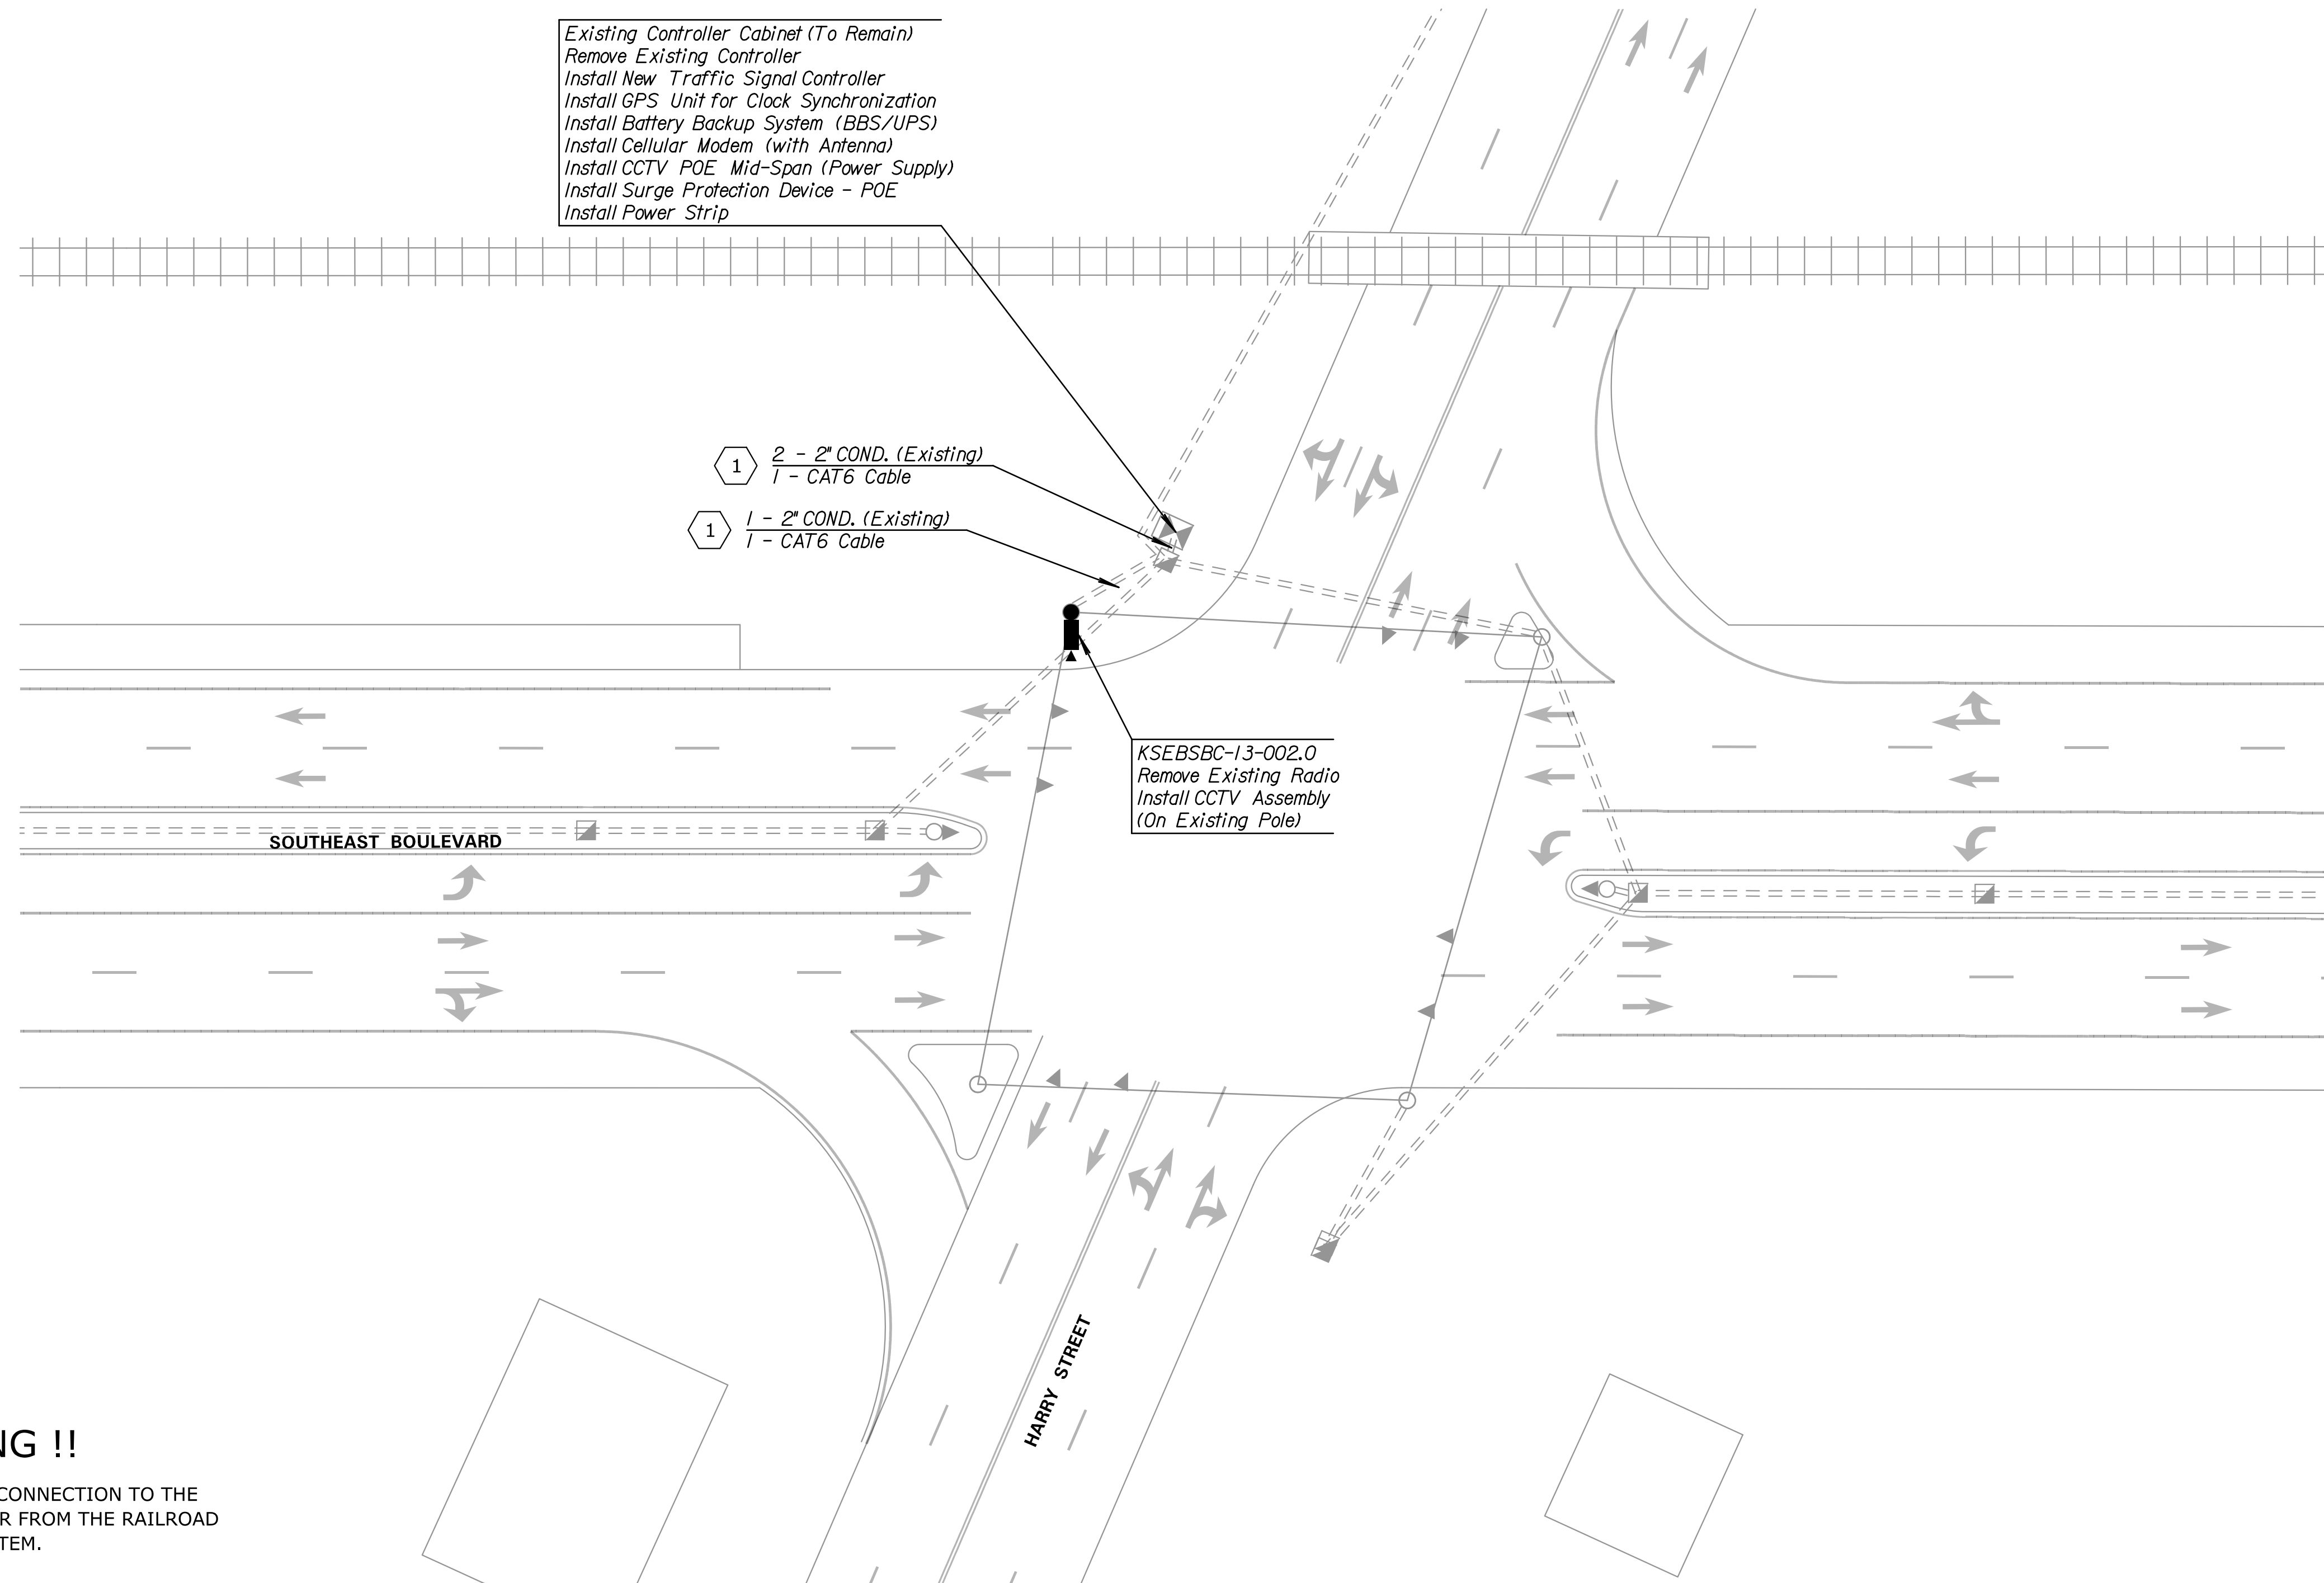 Existing Controller Cabinet (To Remain)
Remove Existing Controller
Install New Traffic Signal Controller
Install GPS Unit for Clock Synchronization
Install Battery Backup System (BBS/UPS)
Install Cellular Modem (with Antenna)
Install CCTV POE Mid-Span (Power Supply)
Install Surge Protection Device - POE
Install Power Strip
1
2 - 2" COND. (Existing)
1 - CAT6 Cable
1
1 - 2" COND. (Existing)
1 - CAT6 Cable
KSEBSBC-13-002.0
Remove Existing Radio
Install CCTV Assembly
(On Existing Pole)
SOUTHEAST BOULEVARD
HARRY STREET
NG !!
CONNECTION TO THE
R FROM THE RAILROAD
TEM.